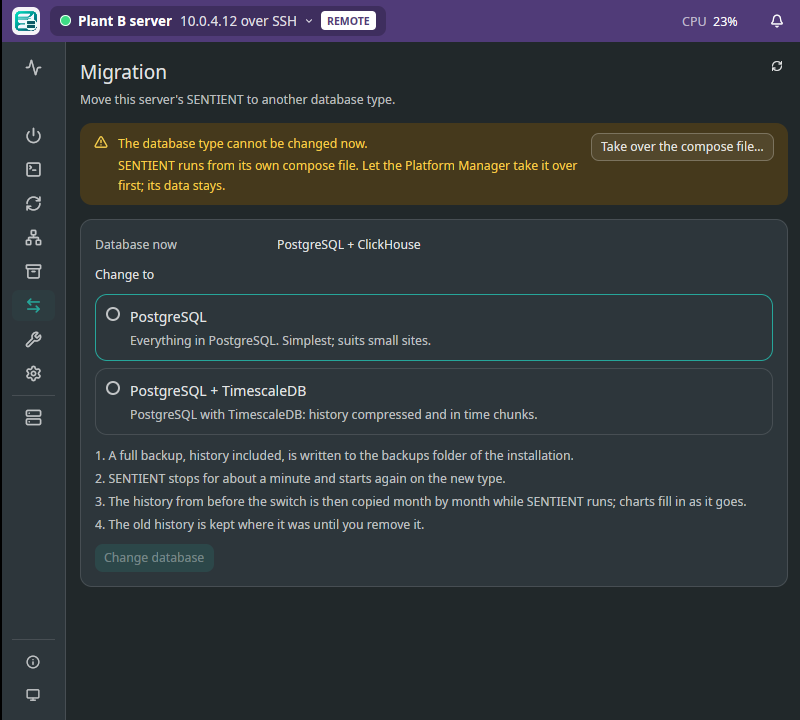 Plant B server 10.0.4.12 over SSH REMOTE CPU 23%
Migration
Move this server's SENTIENT to another database type.
The database type cannot be changed now.
SENTIENT runs from its own compose file. Let the Platform Manager take it over
first; its data stays.
Take over the compose file...
Database now PostgreSQL + ClickHouse
Change to
PostgreSQL
Everything in PostgreSQL. Simplest; suits small sites.
PostgreSQL + TimescaleDB
PostgreSQL with TimescaleDB: history compressed and in time chunks.
1. A full backup, history included, is written to the backups folder of the installation.
2. SENTIENT stops for about a minute and starts again on the new type.
3. The history from before the switch is then copied month by month while SENTIENT runs; charts fill in as it goes.
4. The old history is kept where it was until you remove it.
Change database